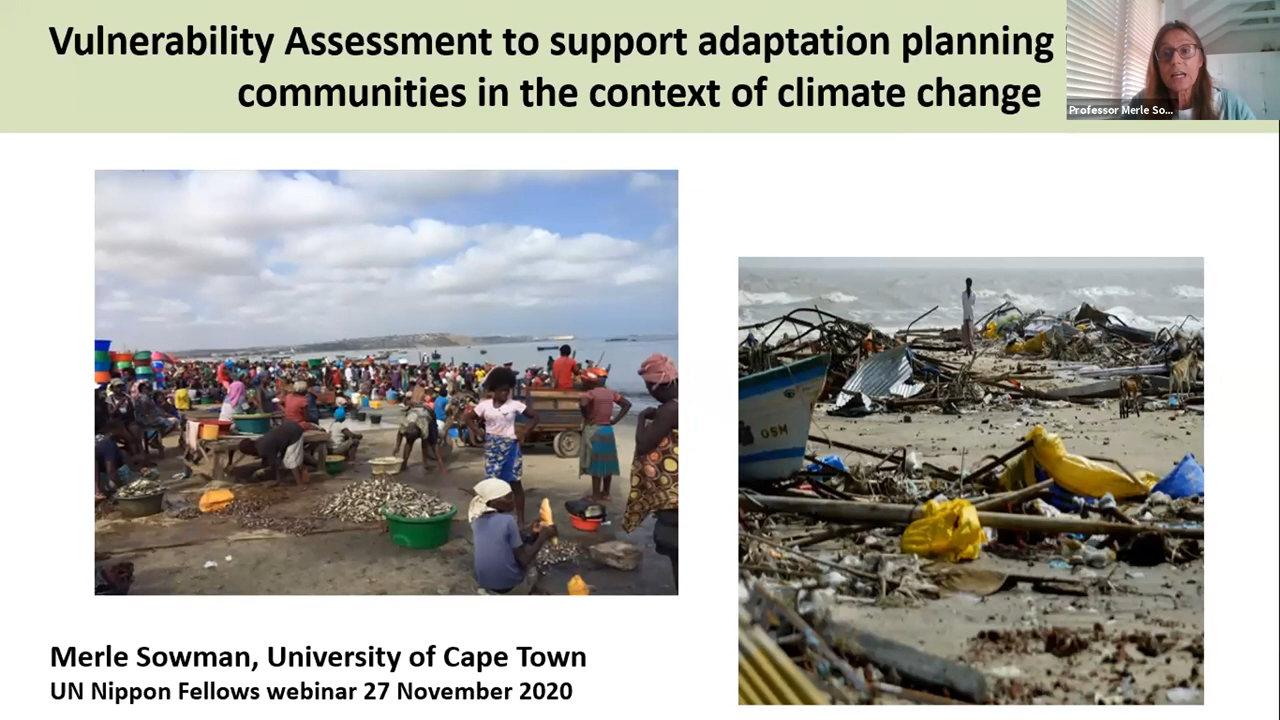 Vulnerability Assessment to support adaptation planning
communities in the context of climate change
Professor Merle So...
OSM
Merle Sowman, University of Cape Town
UN Nippon Fellows webinar 27 November 2020